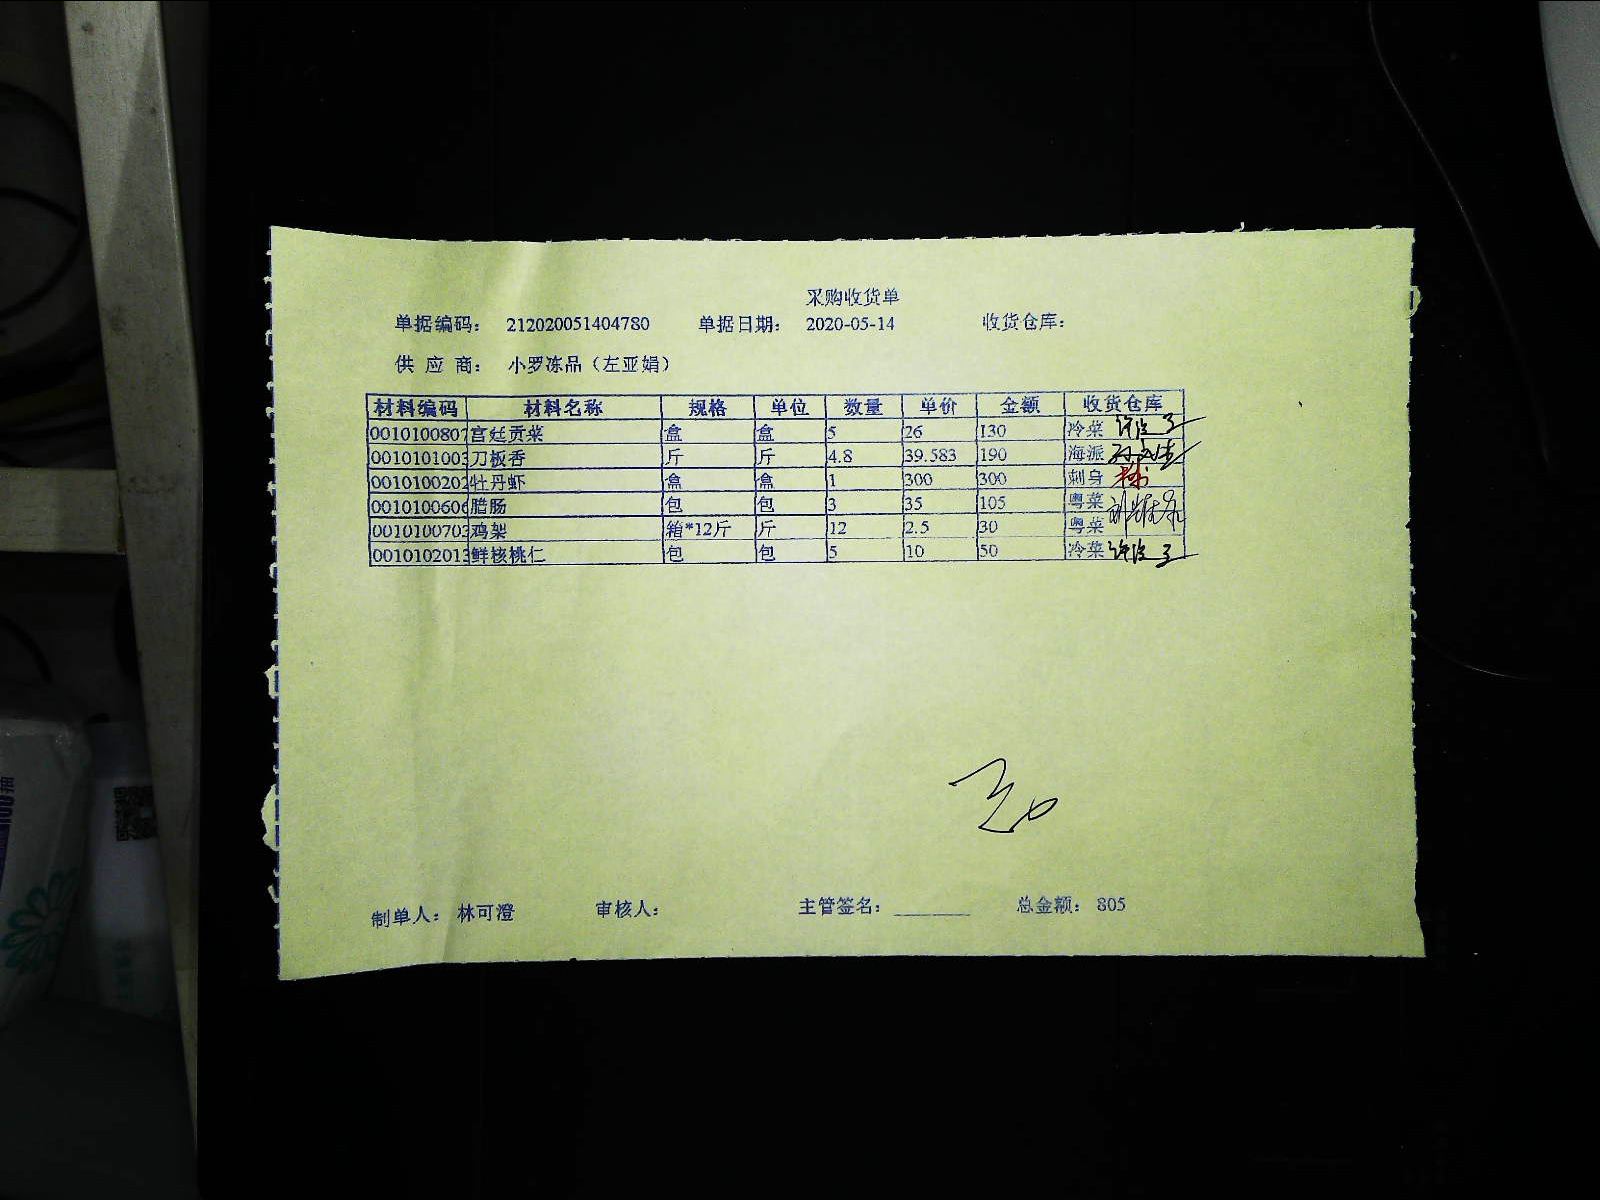 采购收货单
单据编码： 212020051404780 单据日期： 2020-05-14 收货仓库：
供 应 商： 小罗冻品（左亚娟）
材料编码 材料名称 规格 单位 数量 单价 金额 收货仓库
0010100807 宫廷贡菜 盒 盒 5 26 130 冷菜
0010101003 刀板香 斤 斤 4.8 39.583 190 海派
0010100202 牡丹虾 盒 盒 1 300 300 刺身
0010100606 腊肠 包 包 3 35 105 粤菜
0010100703 鸡架 箱*12斤 斤 12 2.5 30 粤菜
0010102013 鲜核桃仁 包 包 5 10 50 冷菜
制单人： 林可澄 审核人： 主管签名： ________ 总金额： 805